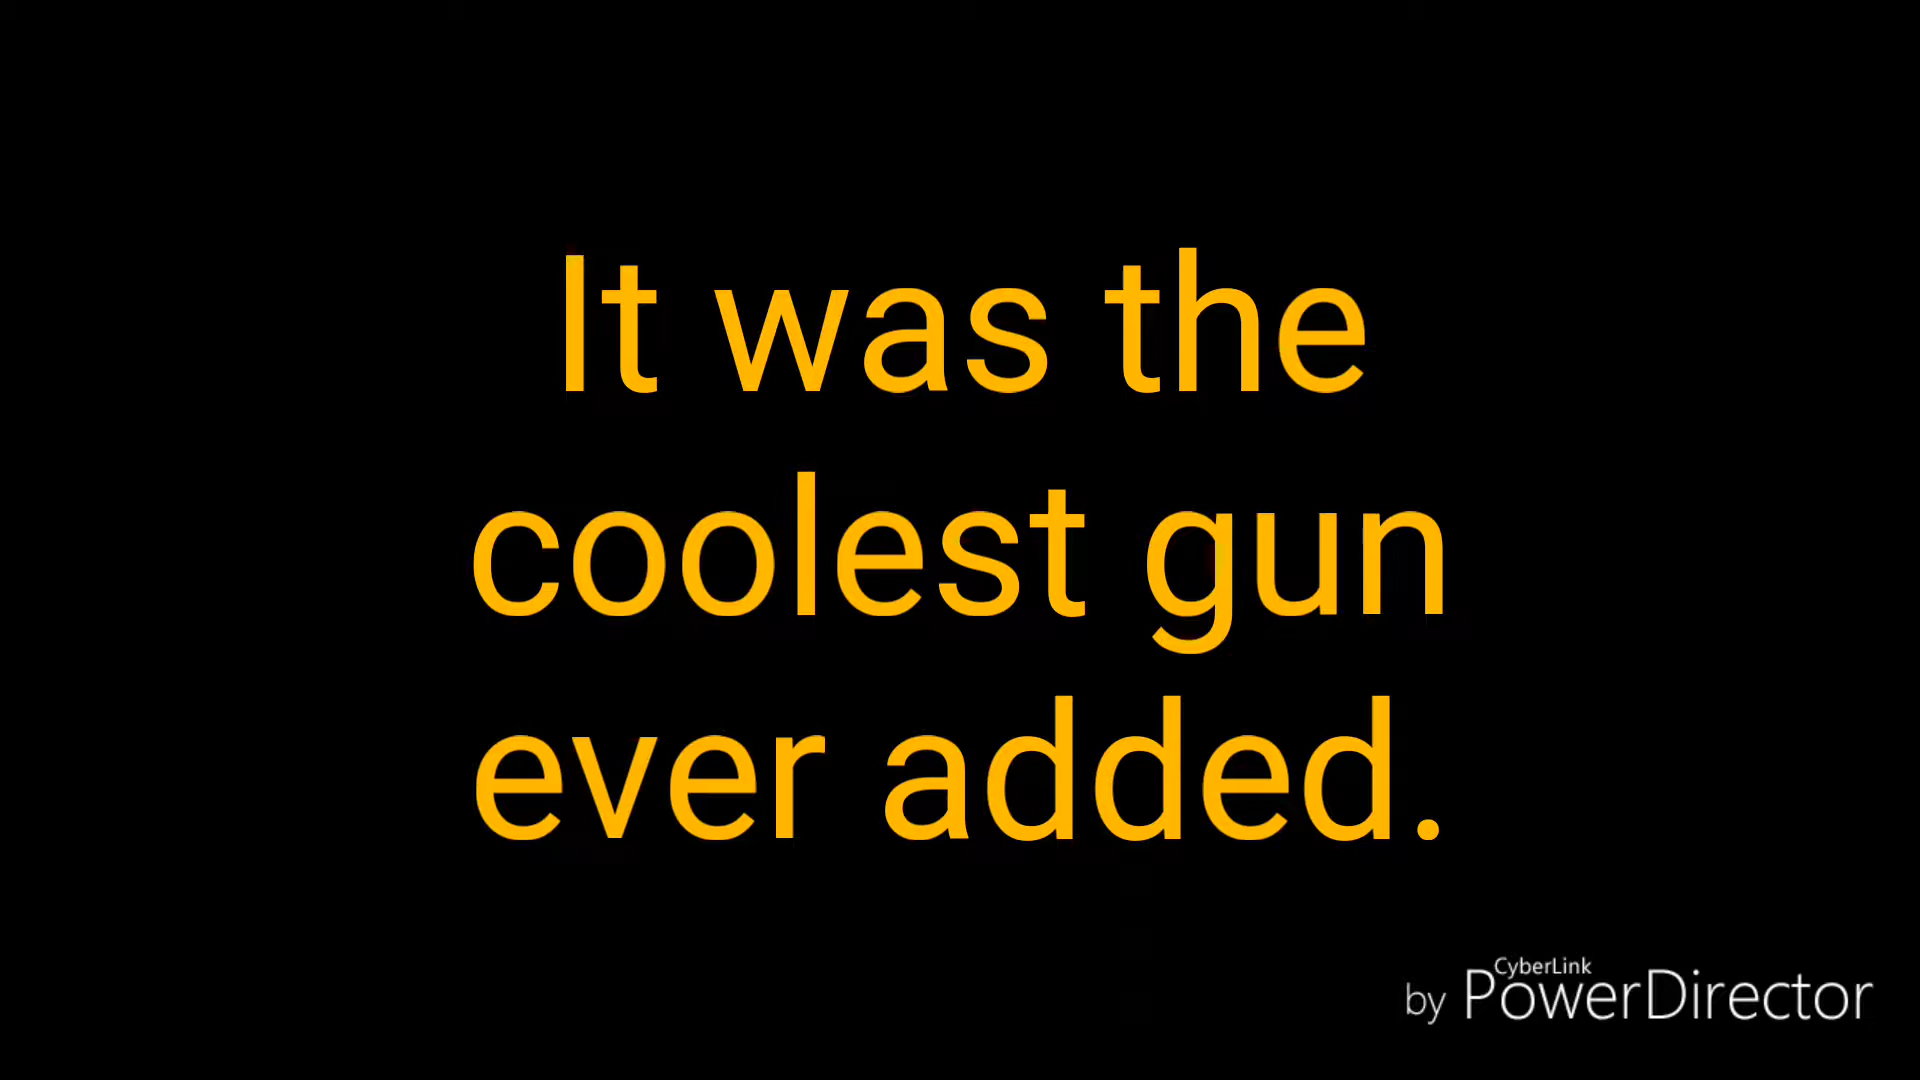 It was the
coolest gun
ever added.
CyberLink
by PowerDirector